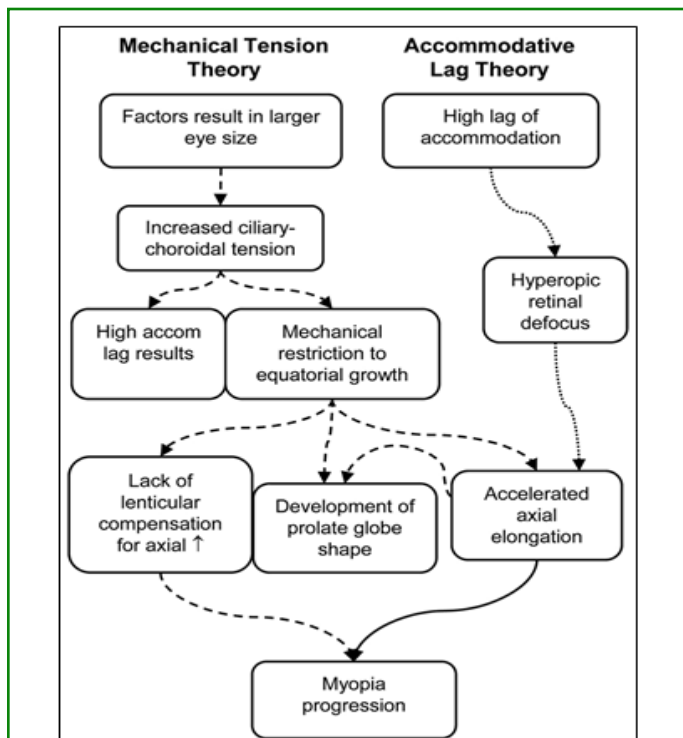 Mechanical Tension
Theory
Accommodative
Lag Theory
Factors result in larger
eye size
High lag of
accommodation
Increased ciliary-
choroidal tension
Hyperopic
retinal
defocus
High accom
lag results
Mechanical
restriction to
equatorial growth
Lack of
lenticular
compensation
for axial ↑
Development of
prolate globe
shape
Accelerated
axial
elongation
Myopia
progression